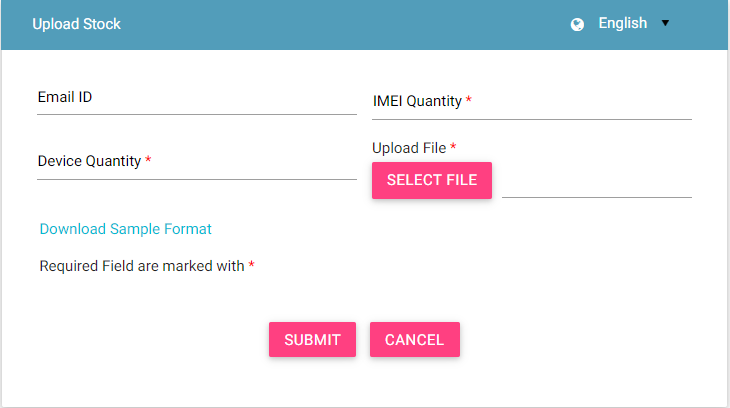 Upload Stock
English
Email ID
IMEI Quantity *
Device Quantity *
Upload File *
SELECT FILE
Download Sample Format
Required Field are marked with *
SUBMIT
CANCEL